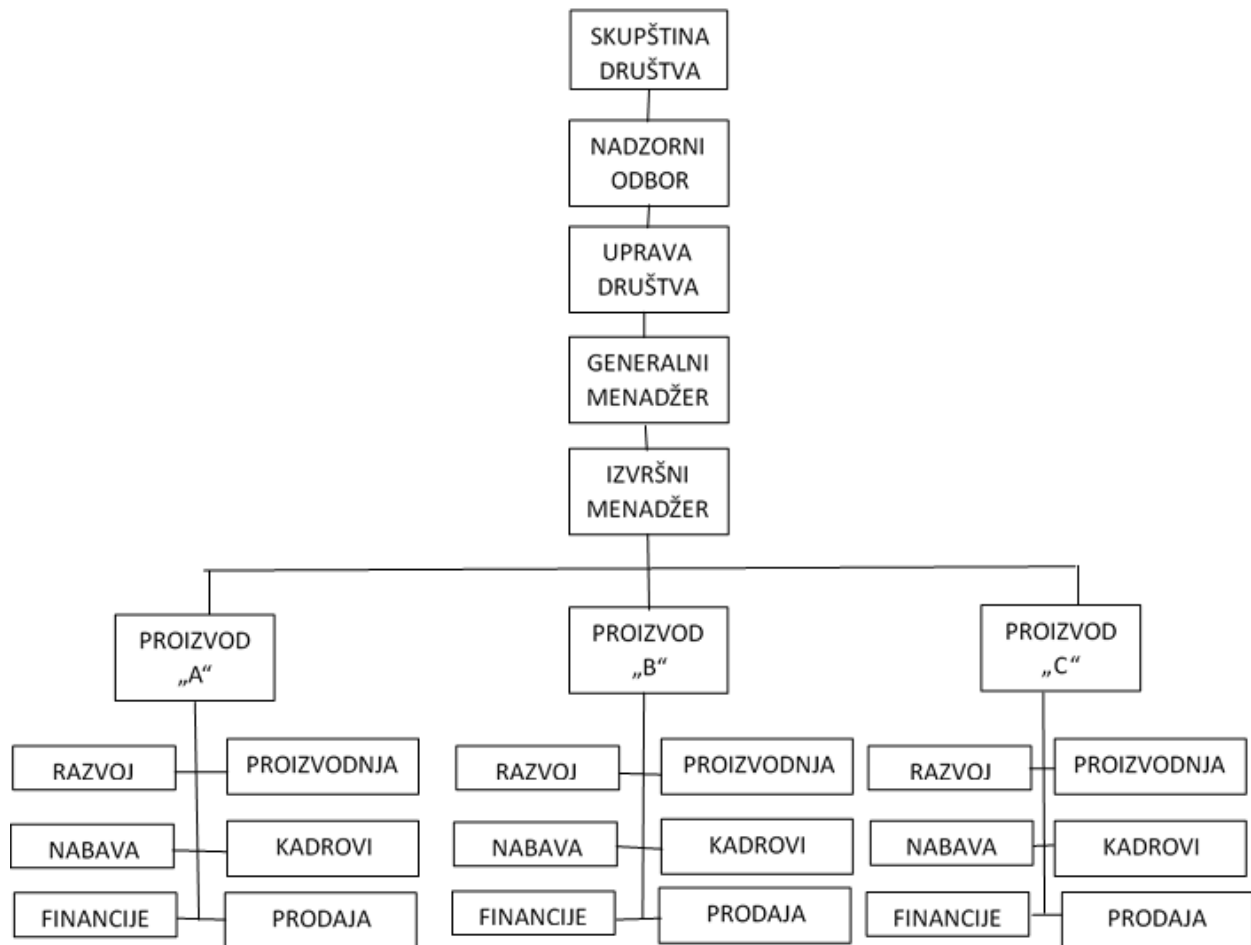 SKUPŠTINA
DRUŠTVA
NADZORNI
ODBOR
UPRAVA
DRUŠTVA
GENERALNI
MENADŽER
IZVRŠNI
MENADŽER
PROIZVOD
„A“
PROIZVOD
„B“
PROIZVOD
„C“
RAZVOJ
PROIZVODNJA
NABAVA
KADROVI
FINANCIJE
PRODAJA
RAZVOJ
PROIZVODNJA
NABAVA
KADROVI
FINANCIJE
PRODAJA
RAZVOJ
PROIZVODNJA
NABAVA
KADROVI
FINANCIJE
PRODAJA